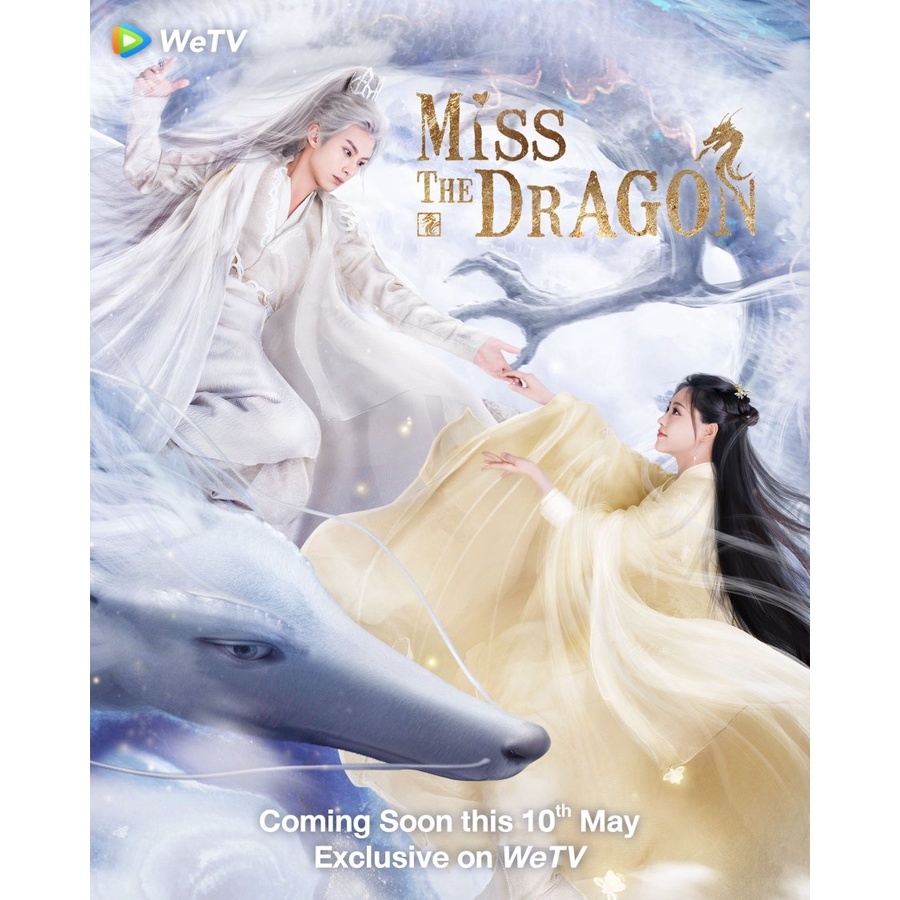 WeTV
MiSS
THE DRAGON
Coming Soon this 10th May
Exclusive on WeTV